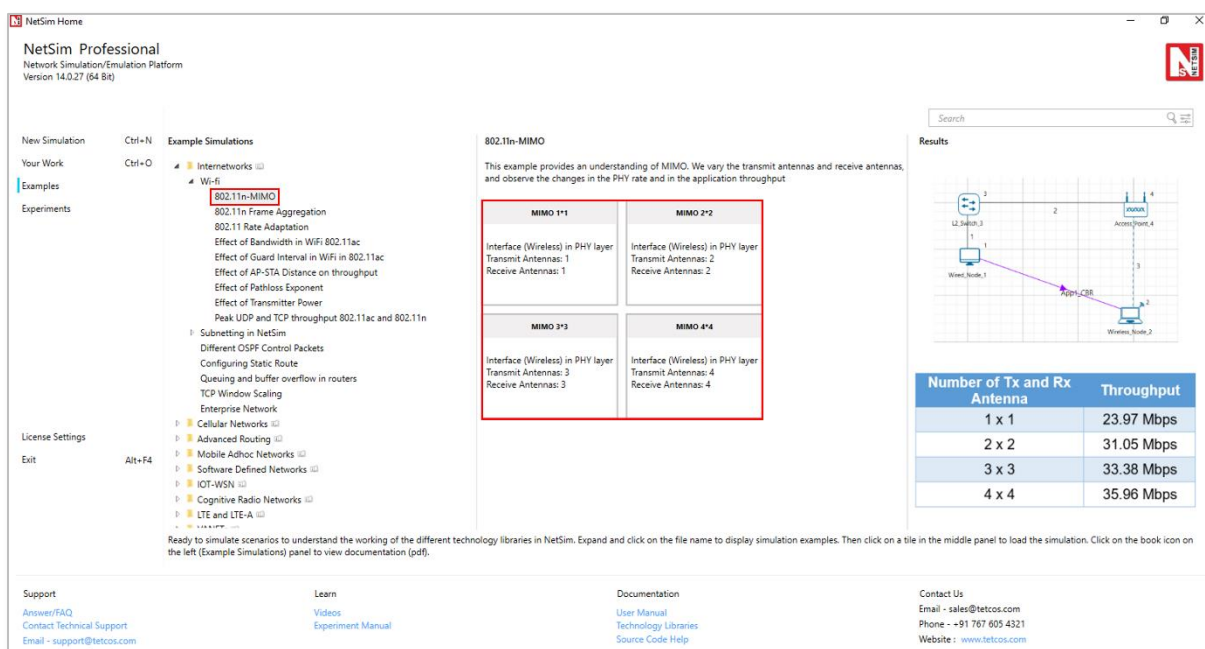 NetSim Home
NetSim Professional
Network Simulation/Emulation Platform
Version 14.0.27 (64 Bit)
NETSIM
Search
New Simulation Ctrl+N
Your Work Ctrl+O
Examples
Experiments
License Settings
Exit Alt+F4
Example Simulations
Internetworks
Wi-fi
802.11n-MIMO
802.11n Frame Aggregation
802.11 Rate Adaptation
Effect of Bandwidth in WiFi 802.11ac
Effect of Guard Interval in WiFi in 802.11ac
Effect of AP-STA Distance on throughput
Effect of Pathloss Exponent
Effect of Transmitter Power
Peak UDP and TCP throughput 802.11ac and 802.11n
Subnetting in NetSim
Different OSPF Control Packets
Configuring Static Route
Queuing and buffer overflow in routers
TCP Window Scaling
Enterprise Network
Cellular Networks
Advanced Routing
Mobile Adhoc Networks
Software Defined Networks
IOT-WSN
Cognitive Radio Networks
LTE and LTE-A
802.11n-MIMO
This example provides an understanding of MIMO. We vary the transmit antennas and receive antennas,
and observe the changes in the PHY rate and in the application throughput
MIMO 1*1
Interface (Wireless) in PHY layer
Transmit Antennas: 1
Receive Antennas: 1
MIMO 2*2
Interface (Wireless) in PHY layer
Transmit Antennas: 2
Receive Antennas: 2
MIMO 3*3
Interface (Wireless) in PHY layer
Transmit Antennas: 3
Receive Antennas: 3
MIMO 4*4
Interface (Wireless) in PHY layer
Transmit Antennas: 4
Receive Antennas: 4
Results
3
L2_Switch_3
2
4
Access_Point_4
1
1
Wired_Node_1
3
App1_CBR
2
Wireless_Node_2
Number of Tx and Rx Antenna Throughput
1 x 1 23.97 Mbps
2 x 2 31.05 Mbps
3 x 3 33.38 Mbps
4 x 4 35.96 Mbps
Ready to simulate scenarios to understand the working of the different technology libraries in NetSim. Expand and click on the file name to display simulation examples. Then click on a tile in the middle panel to load the simulation. Click on the book icon on
the left (Example Simulations) panel to view documentation (pdf).
Support
Answer/FAQ
Contact Technical Support
Email - support@tetcos.com
Learn
Videos
Experiment Manual
Documentation
User Manual
Technology Libraries
Source Code Help
Contact Us
Email - sales@tetcos.com
Phone - +91 767 605 4321
Website : www.tetcos.com